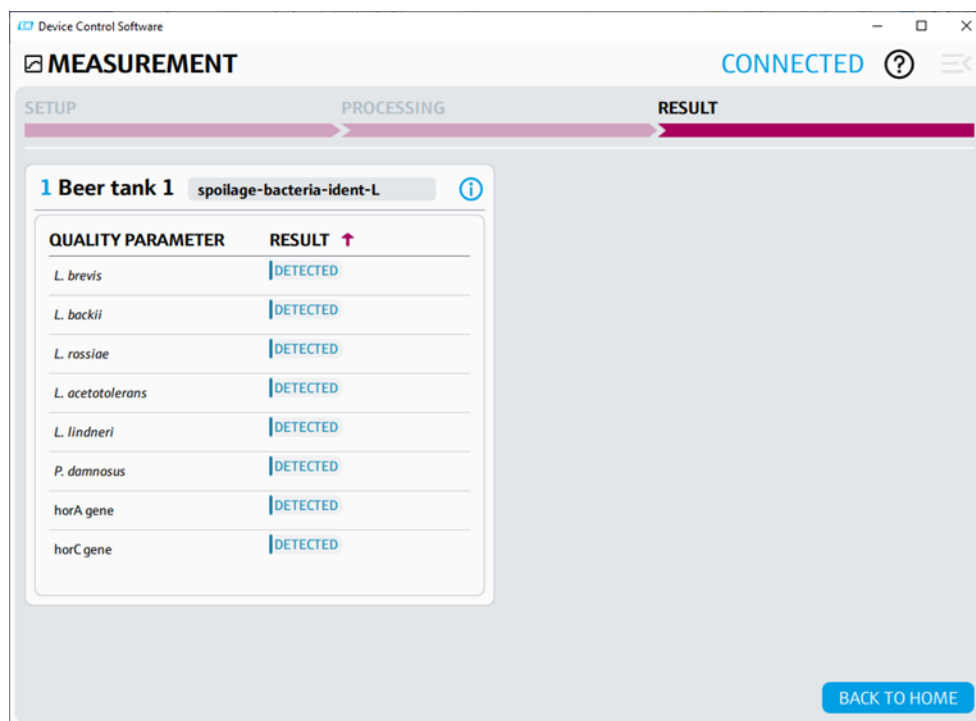 Device Control Software
MEASUREMENT
CONNECTED
SETUP
PROCESSING
RESULT
1 Beer tank 1 spoilage-bacteria-ident-L
QUALITY PARAMETER RESULT
L. brevis DETECTED
L. backii DETECTED
L. rossiae DETECTED
L. acetotolerans DETECTED
L. lindneri DETECTED
P. damnosus DETECTED
horA gene DETECTED
horC gene DETECTED
BACK TO HOME